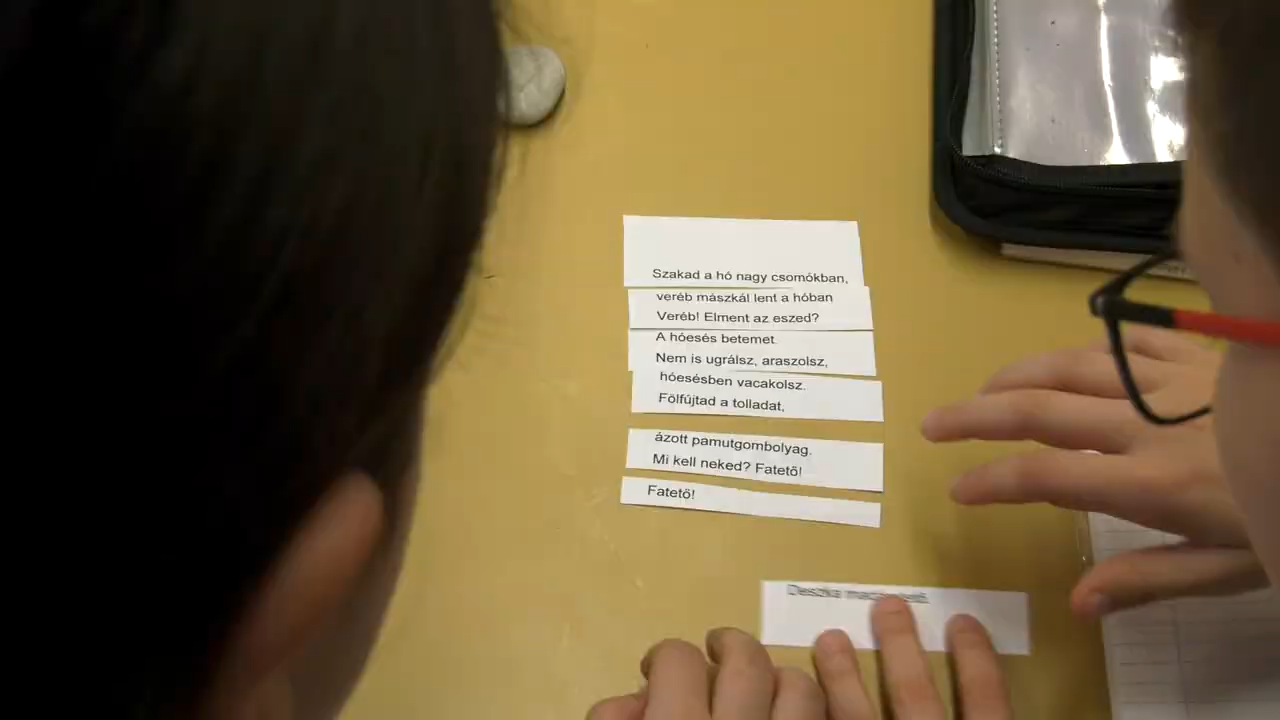 Szakad a hó nagy csomókban,
veréb mászkál lent a hóban
Veréb! Elment az eszed?
A hóesés betemet.
Nem is ugrálsz, araszolsz,
hóesésben vacakolsz.
Fölfújtad a tolladat,
ázott pamutgombolyag.
Mi kell neked? Fatető!
Fatető!
Deszka